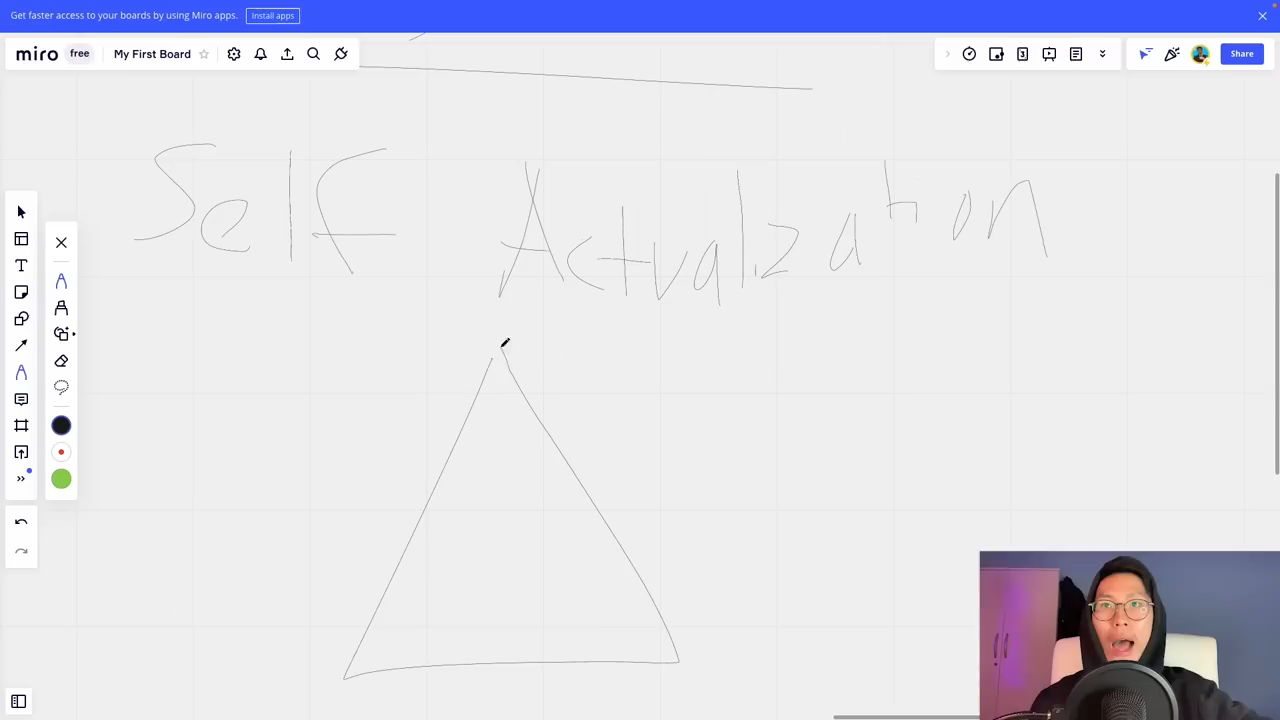 Get faster access to your boards by using Miro apps. Install apps
miro free My First Board 3 Share
Self Actualization
T